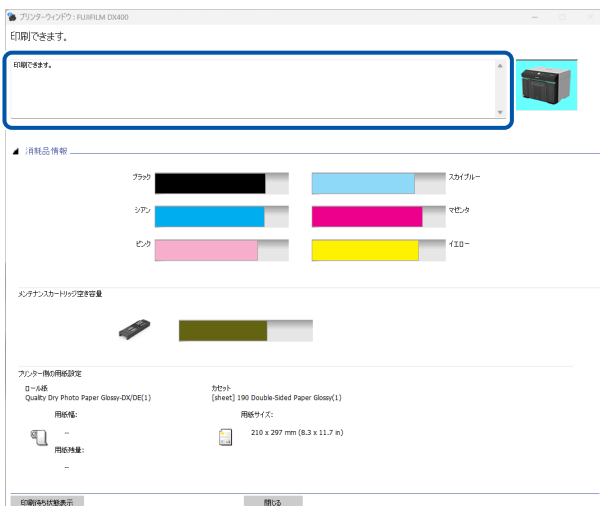 プリンターウィンドウ : FUJIFILM DX400
印刷できます。
印刷できます。
消耗品情報
ブラック
スカイブルー
シアン
マゼンタ
ピンク
イエロー
メンテナンスカートリッジ空き容量
プリンター側の用紙設定
ロール紙
カセット
Quality Dry Photo Paper Glossy-DX/DE(1)
[sheet] 190 Double-Sided Paper Glossy(1)
用紙幅:
用紙サイズ:
--
210 x 297 mm (8.3 x 11.7 in)
用紙残量:
--
印刷待ち状態表示
閉じる